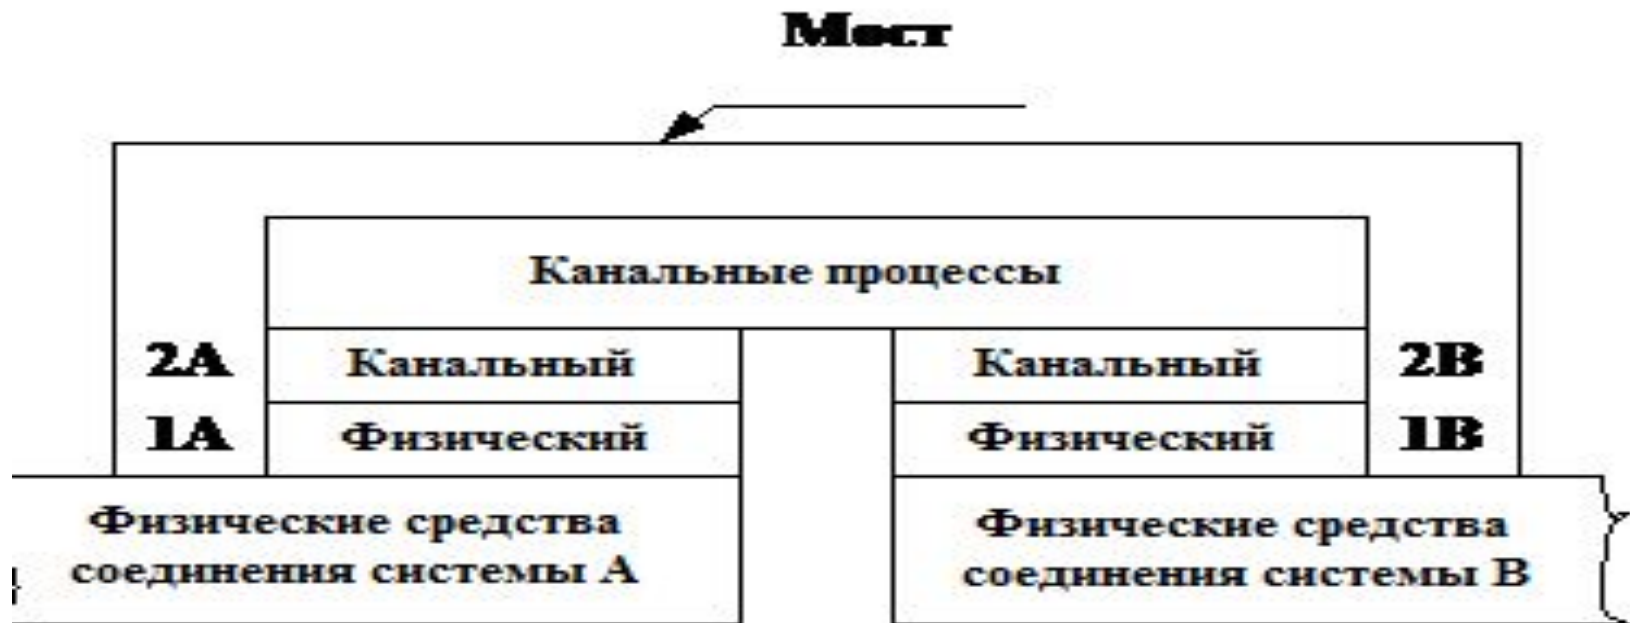 Мост
Канальные процессы
2А Канальный Канальный 2В
1А Физический Физический 1В
Физические средства
соединения системы А
Физические средства
соединения системы В